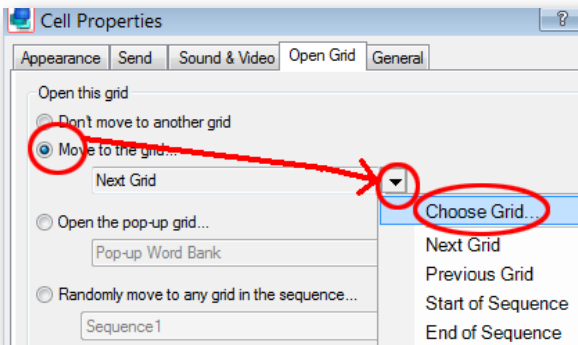 Cell Properties
?
Appearance Send Sound & Video Open Grid General
Open this grid
Don't move to another grid
Move to the grid...
Next Grid
Choose Grid...
Next Grid
Previous Grid
Start of Sequence
End of Sequence
Open the pop-up grid...
Pop-up Word Bank
Randomly move to any grid in the sequence...
Sequence1